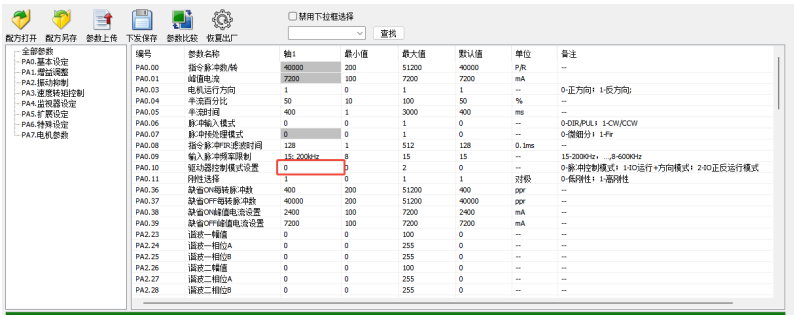 禁用下拉框选择
查找
配方打开 配方另存 参数上传 下发保存 参数比较 恢复出厂
全部参数
PA0.基本设定
PA1.增益调整
PA2.振动抑制
PA3.速度转矩控制
PA4.监视器设定
PA5.扩展设定
PA6.特殊设定
PA7.电机参数
编号 参数名称 轴1 最小值 最大值 默认值 单位 备注
PA0.00 指令脉冲数/转 40000 200 51200 40000 P/R --
PA0.01 峰值电流 7200 100 7200 7200 mA
PA0.03 电机运行方向 1 0 1 1 -- 0-正方向; 1-反方向;
PA0.04 半流百分比 50 10 100 50 % --
PA0.05 半流时间 400 1 3000 400 ms --
PA0.06 脉冲输入模式 0 0 1 0 -- 0-DIR/PUL; 1-CW/CCW
PA0.07 脉冲预处理模式 0 0 1 0 -- 0-微细分; 1-Fir
PA0.08 指令脉冲FIR滤波时间 128 1 512 128 0.1ms --
PA0.09 输入脉冲频率限制 15: 200kHz 8 15 15 -- 15-200KHz, ...,8-600KHz
PA0.10 驱动器控制模式设置 0 0 2 0 -- 0-脉冲控制模式; 1-IO运行+方向模式; 2-IO正反运行模式
PA0.11 刚性选择 1 0 1 1 对极 0-低刚性; 1-高刚性
PA0.36 缺省ON每转脉冲数 400 200 51200 400 ppr --
PA0.37 缺省OFF每转脉冲数 40000 200 51200 40000 ppr --
PA0.38 缺省ON峰值电流设置 2400 100 7200 2400 mA --
PA0.39 缺省OFF峰值电流设置 7200 100 7200 7200 mA --
PA2.23 谐波一幅值 0 0 100 0 -- --
PA2.24 谐波一相位A 0 0 255 0 -- --
PA2.25 谐波一相位B 0 0 255 0 -- --
PA2.26 谐波二幅值 0 0 100 0 -- --
PA2.27 谐波二相位A 0 0 255 0 -- --
PA2.28 谐波二相位B 0 0 255 0 -- --